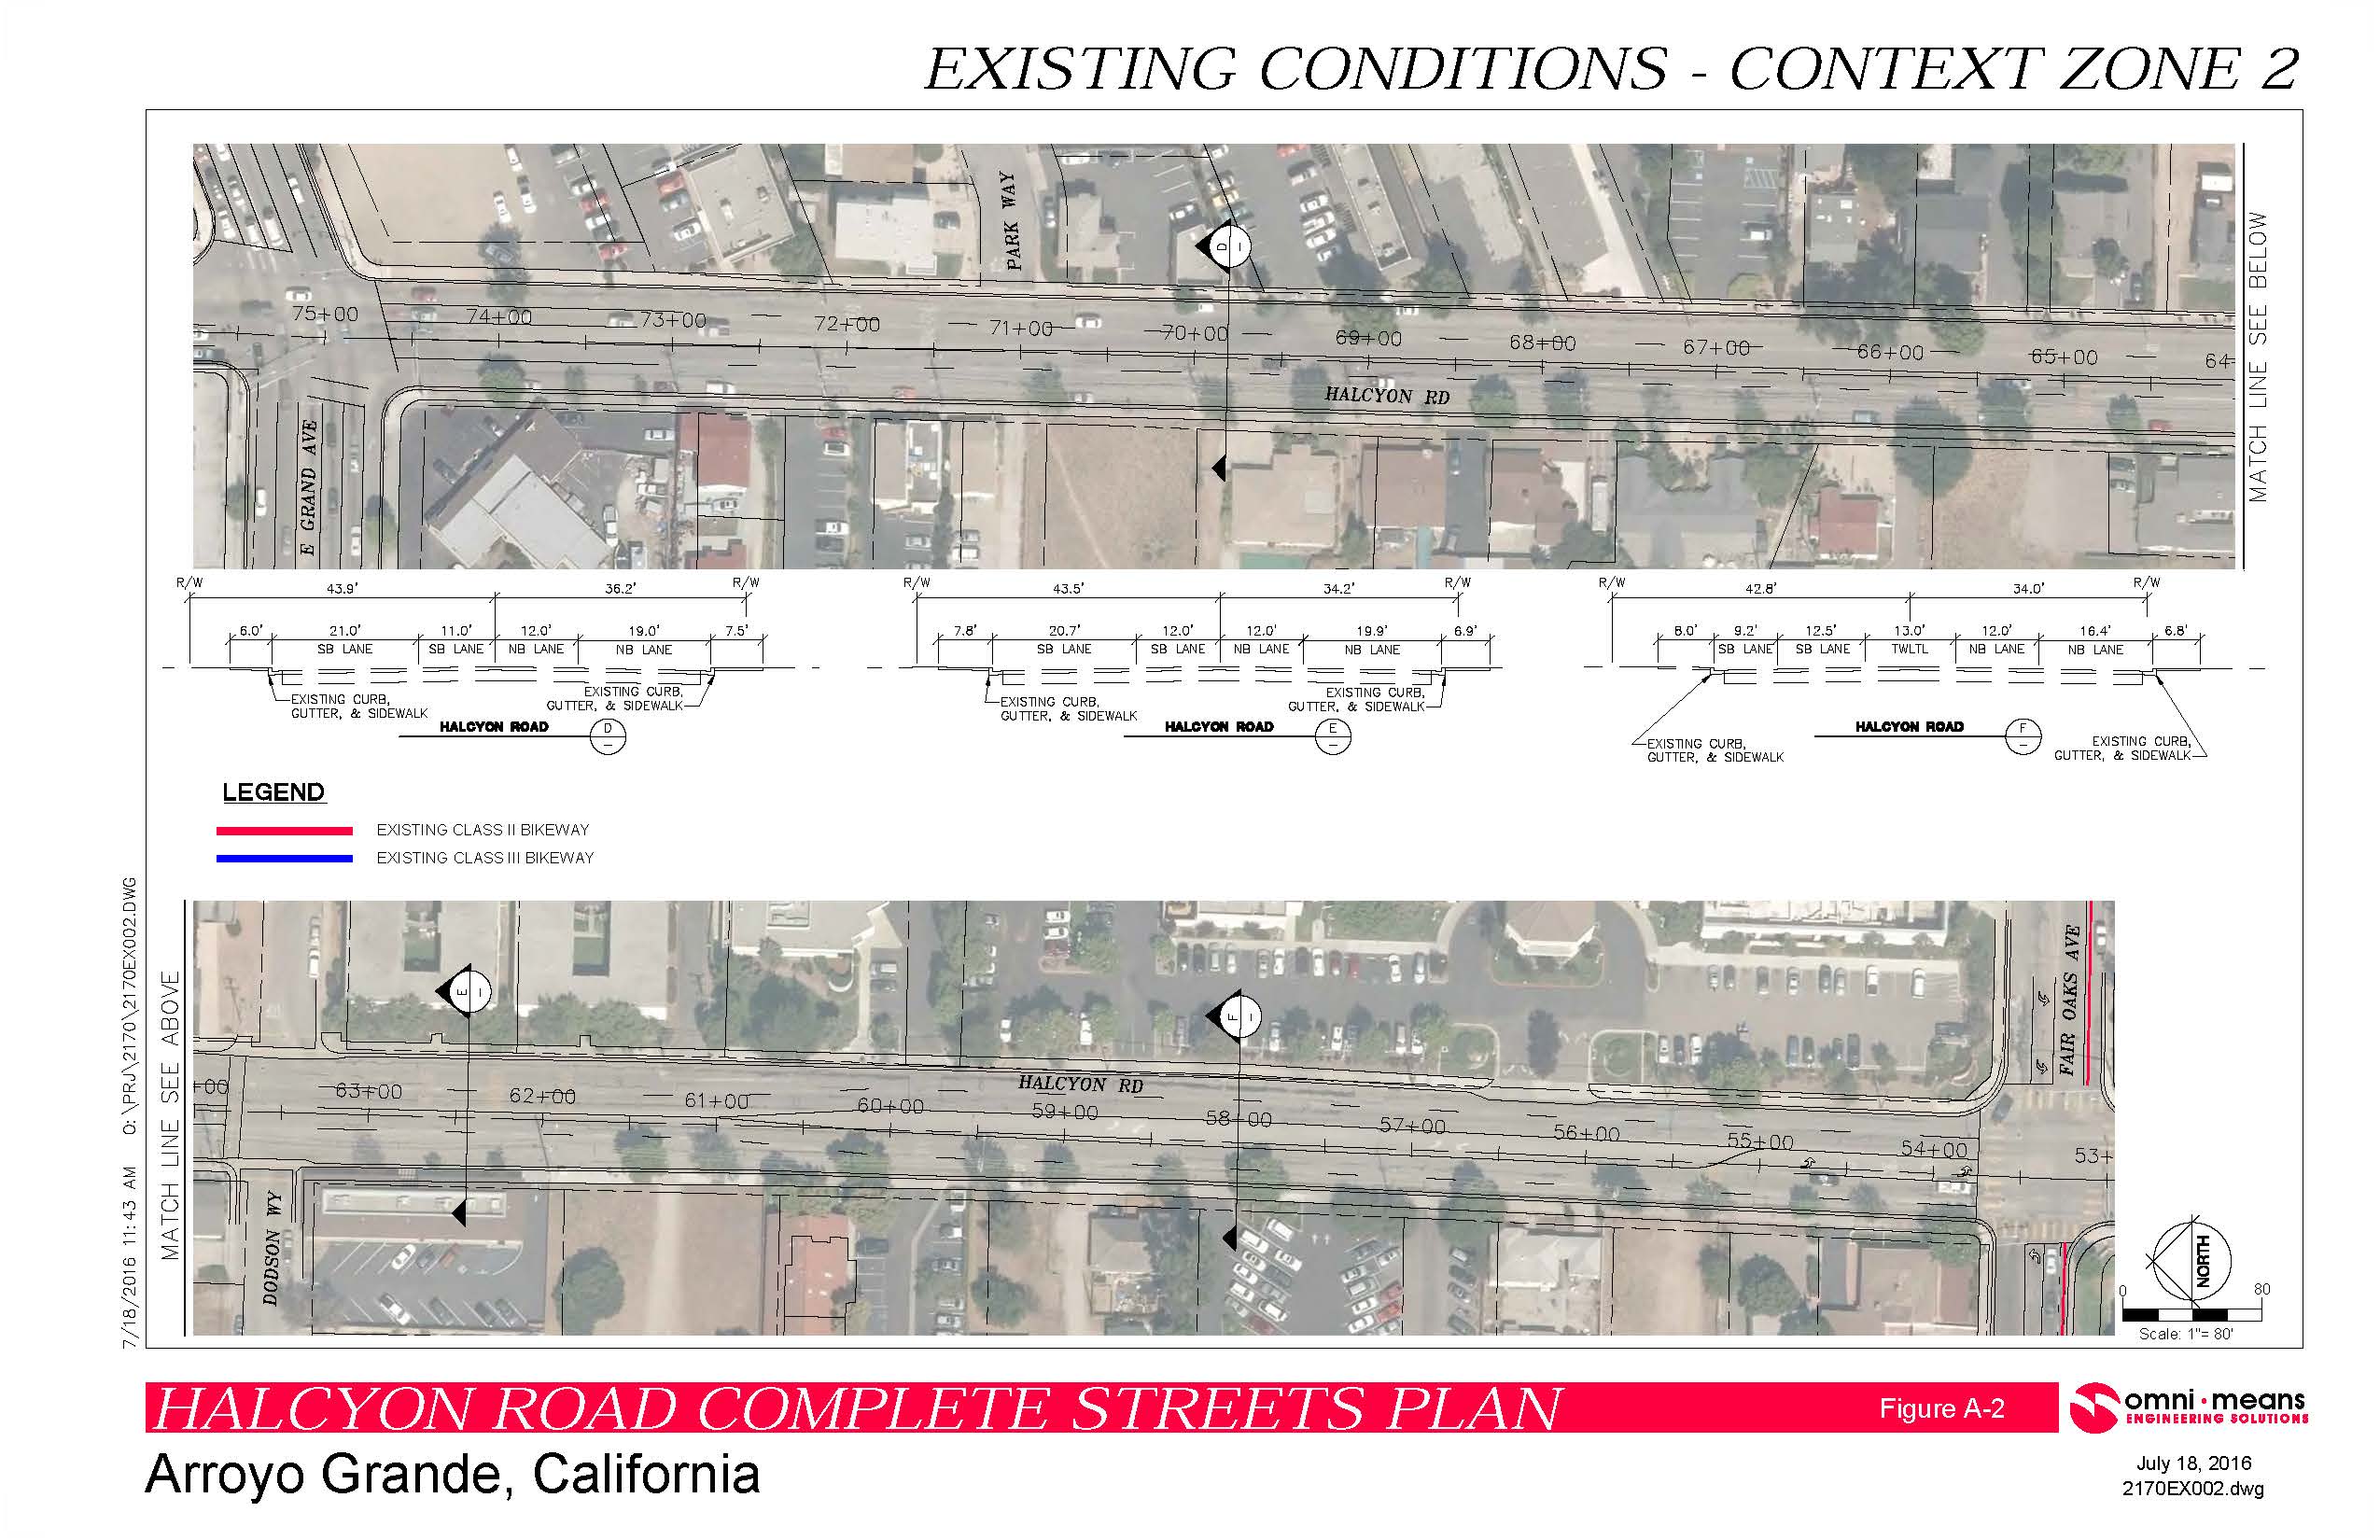 EXISTING CONDITIONS - CONTEXT ZONE 2
PARK WAY
D
–
75+00
74+00
73+00
72+00
71+00
70+00
69+00
68+00
67+00
66+00
65+00
64
HALCYON RD
E GRAND AVE
MATCH LINE SEE BELOW
R/W 43.9' 36.2' R/W
6.0' 21.0' 11.0' 12.0' 19.0' 7.5'
SB LANE SB LANE NB LANE NB LANE
EXISTING CURB,
GUTTER, & SIDEWALK
EXISTING CURB,
GUTTER, & SIDEWALK
HALCYON ROAD D
–
R/W 43.5' 34.2' R/W
7.8' 20.7' 12.0' 12.0' 19.9' 6.9'
SB LANE SB LANE NB LANE NB LANE
EXISTING CURB,
GUTTER, & SIDEWALK
EXISTING CURB,
GUTTER, & SIDEWALK
HALCYON ROAD E
–
R/W 42.8' 34.0' R/W
8.0' 9.2' 12.5' 13.0' 12.0' 16.4' 6.8'
SB LANE SB LANE TWLTL NB LANE NB LANE
EXISTING CURB,
GUTTER, & SIDEWALK
EXISTING CURB,
GUTTER, & SIDEWALK
HALCYON ROAD F
–
LEGEND
EXISTING CLASS II BIKEWAY
EXISTING CLASS III BIKEWAY
7/18/2016 11:43 AM O:\PRJ\2170\2170EX002.DWG
MATCH LINE SEE ABOVE
E
–
F
–
+00
63+00
62+00
61+00
60+00
59+00
58+00
57+00
56+00
55+00
54+00
53+
HALCYON RD
FAIR OAKS AVE
DODSON WY
NORTH
0 80
Scale: 1"= 80'
HALCYON ROAD COMPLETE STREETS PLAN
Figure A-2
omni·means
ENGINEERING SOLUTIONS
Arroyo Grande, California
July 18, 2016
2170EX002.dwg